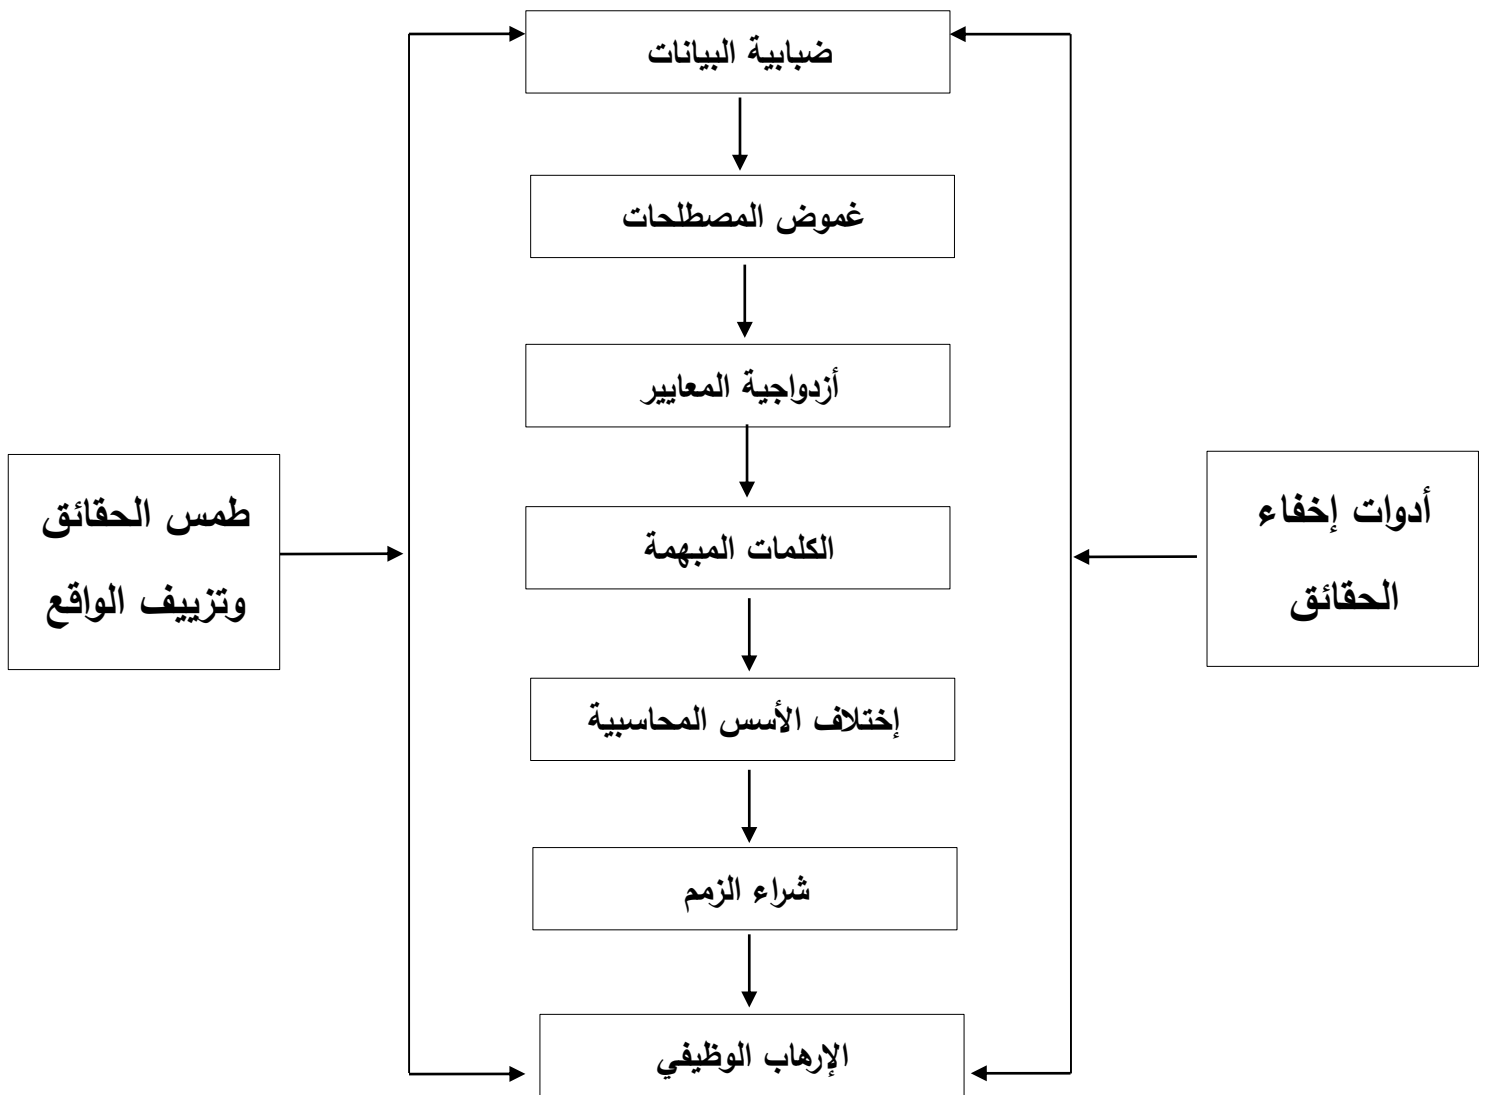 ضبابية البيانات
غموض المصطلحات
أزدواجية المعايير
أدوات إخفاء
الحقائق
طمس الحقائق
وتزييف الواقع
الكلمات المبهمة
إختلاف الأسس المحاسبية
شراء الزمم
الإرهاب الوظيفي